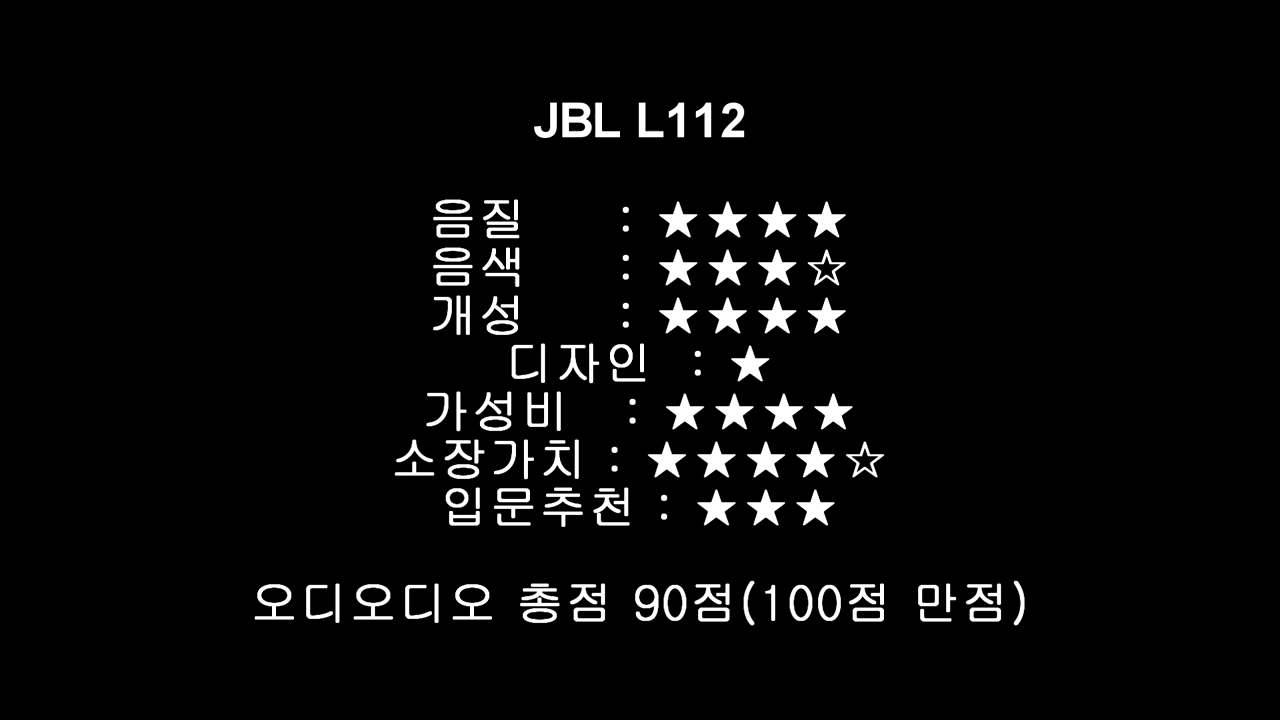 JBL L112
음질 : ★★★★
음색 : ★★★☆
개성 : ★★★★
디자인 : ★
가성비 : ★★★★
소장가치 : ★★★★☆
입문추천 : ★★★
오디오디오 총점 90점(100점 만점)